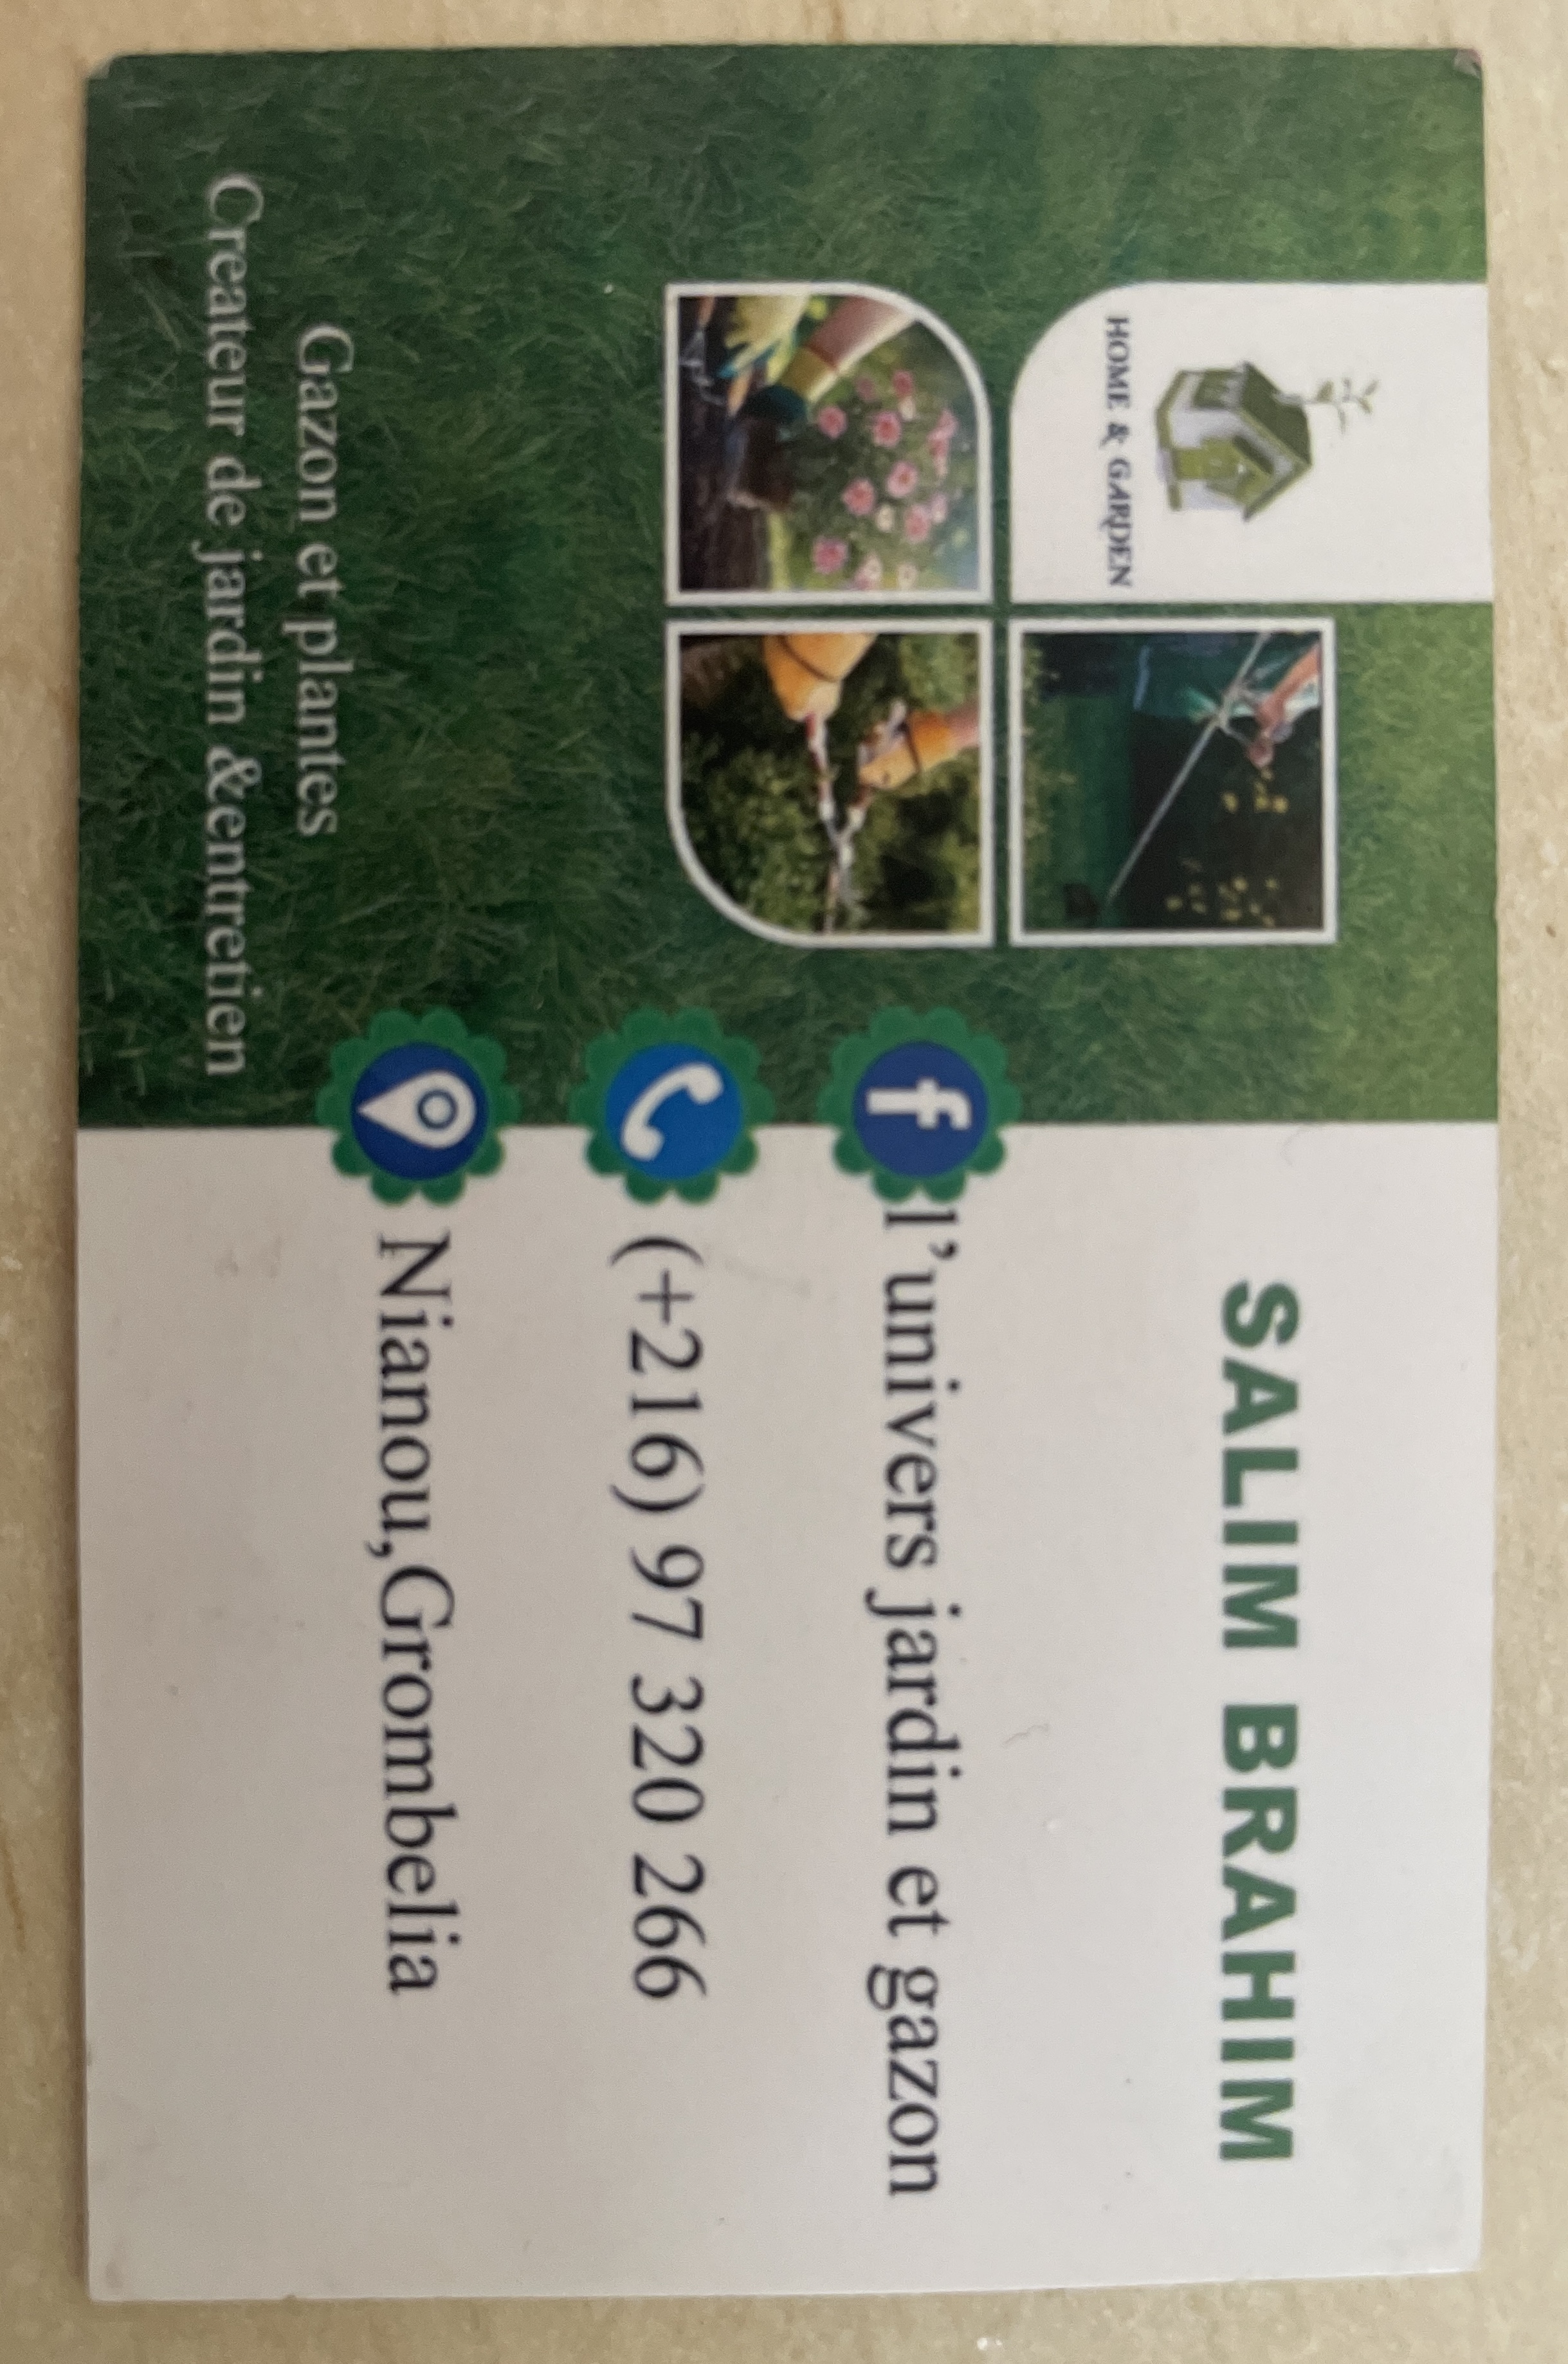 HOME & GARDEN
Gazon et plantes
Createur de jardin &entretien
SALIM BRAHIM
l'univers jardin et gazon
(+216) 97 320 266
Nianou,Grombelia